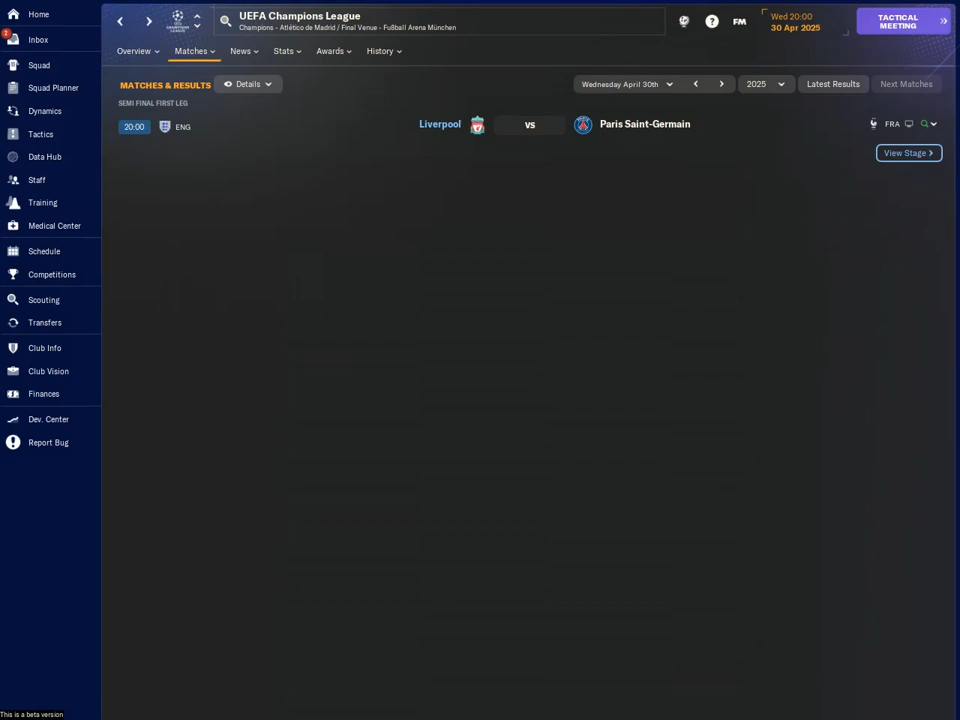 Home
2
Inbox
Squad
Squad Planner
Dynamics
Tactics
Data Hub
Staff
Training
Medical Center
Schedule
Competitions
Scouting
Transfers
Club Info
Club Vision
Finances
Dev. Center
Report Bug
This is a beta version
UEFA Champions League
Champions - Atlético de Madrid / Final Venue - Fußball Arena München
?
FM
Wed 20:00
30 Apr 2025
TACTICAL MEETING
Overview
Matches
News
Stats
Awards
History
MATCHES & RESULTS
Details
Wednesday April 30th
2025
Latest Results
Next Matches
SEMI FINAL FIRST LEG
20:00 ENG Liverpool vs Paris Saint-Germain FRA
View Stage